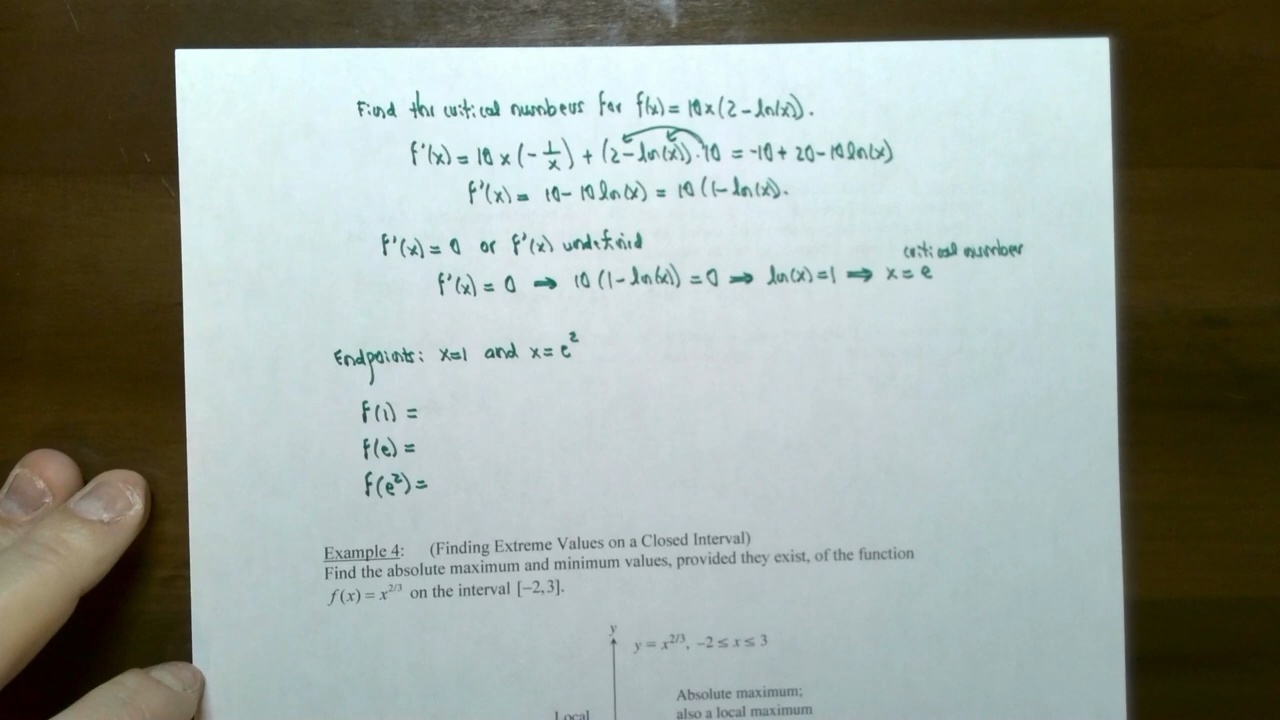 Find the critical numbers for f(x) = 10x(2 - ln(x)).
f'(x) = 10x(-1/x) + (2 - ln(x))·10 = -10 + 20 - 10ln(x)
f'(x) = 10 - 10 ln(x) = 10(1 - ln(x).
f'(x) = 0 or f'(x) undefined
critical number
f'(x) = 0 → 10(1 - ln(x)) = 0 ⇒ ln(x) = 1 ⇒ x = e
Endpoints: x=1 and x = e²
f(1) =
f(e) =
f(e²) =
Example 4: (Finding Extreme Values on a Closed Interval)
Find the absolute maximum and minimum values, provided they exist, of the function
f(x) = x^{2/3} on the interval [−2,3].
y
y = x^{2/3}, −2 ≤ x ≤ 3
Absolute maximum;
Local also a local maximum